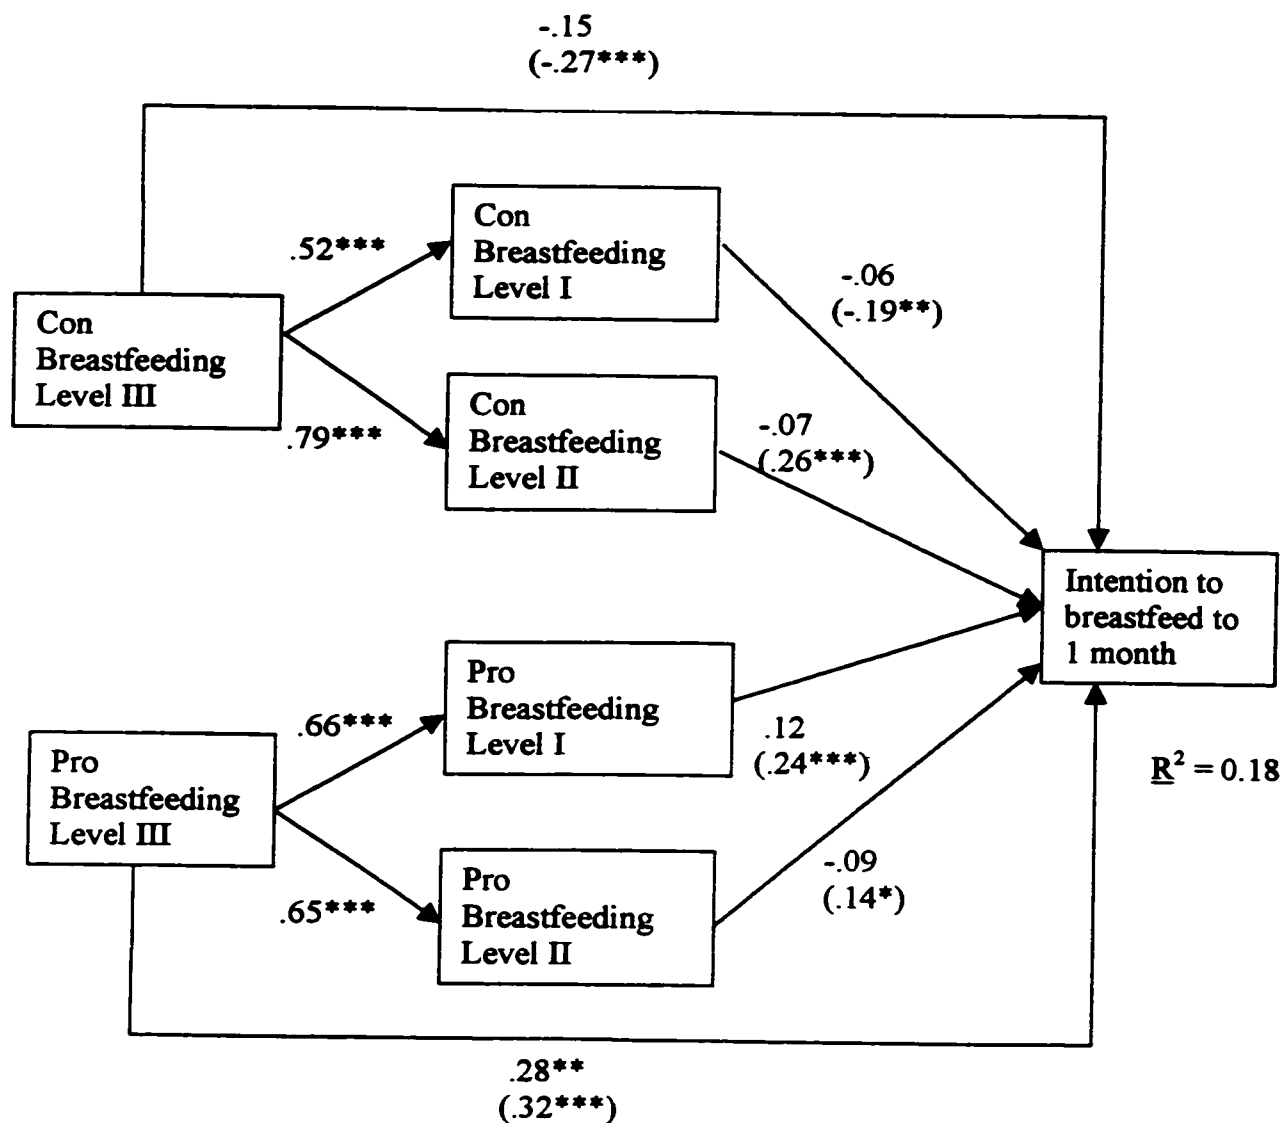 -.15
(-.27***)
Con
Breastfeeding
Level I
.52***
-.06
(-.19**)
Con
Breastfeeding
Level III
Con
Breastfeeding
Level II
.79***
-.07
(.26***)
Intention to
breastfeed to
1 month
Pro
Breastfeeding
Level I
.66***
.12
(.24***)
R² = 0.18
Pro
Breastfeeding
Level III
Pro
Breastfeeding
Level II
.65***
-.09
(.14*)
.28**
(.32***)